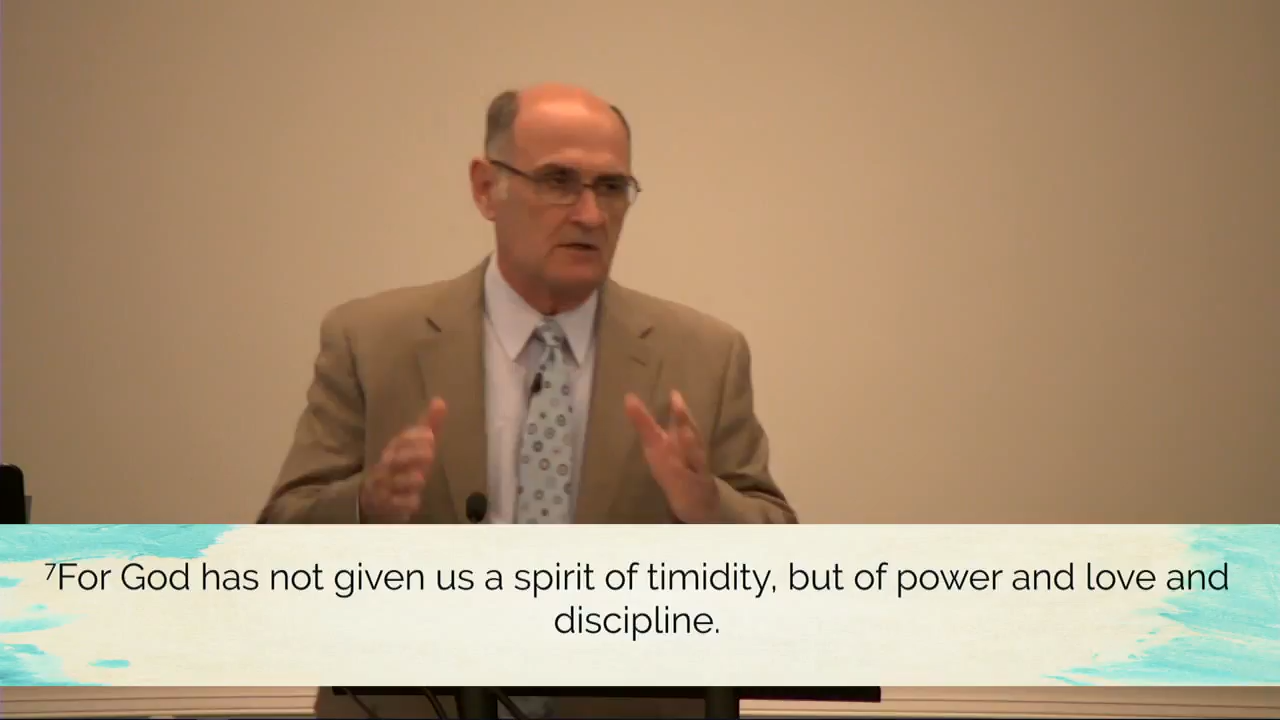 ⁷For God has not given us a spirit of timidity, but of power and love and
discipline.